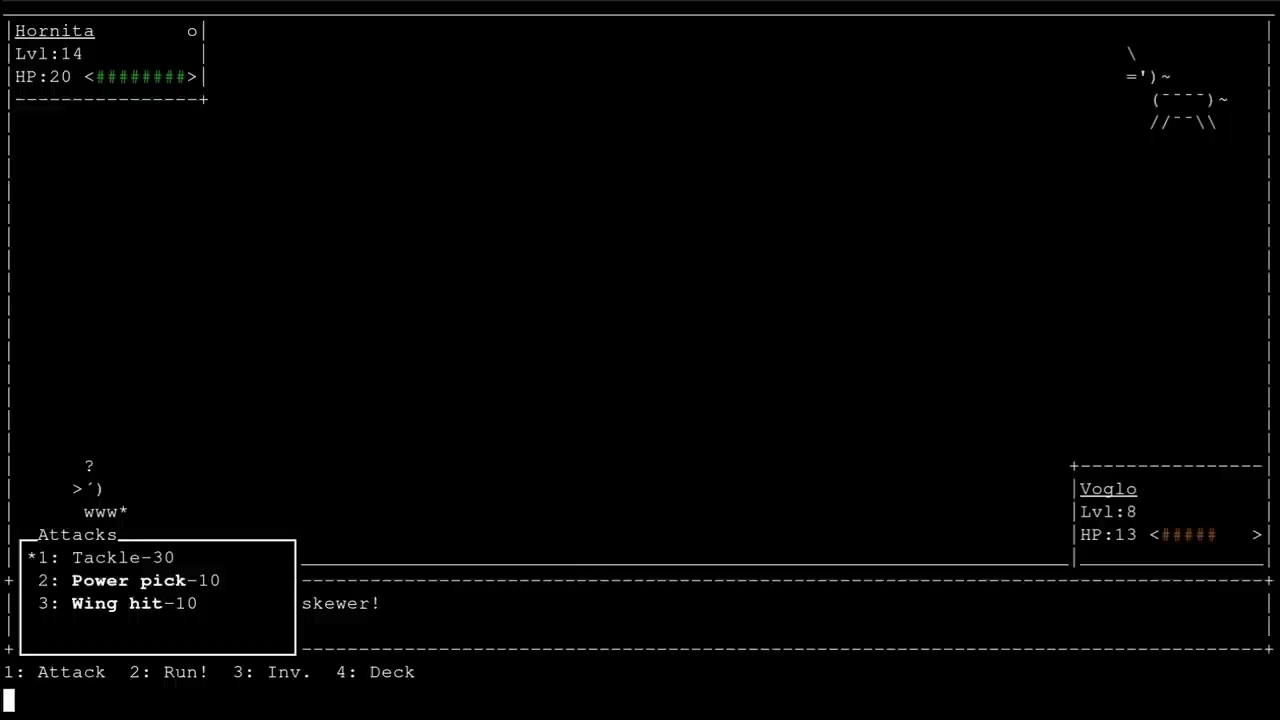 Hornita o
Lvl:14
HP:20 <########>
\
=')~
(¯¯¯¯)~
//¯¯\\
?
>´)
www*
Voglo
Lvl:8
HP:13 <##### >
Attacks
*1: Tackle-30
2: Power pick-10
3: Wing hit-10
skewer!
1: Attack 2: Run! 3: Inv. 4: Deck